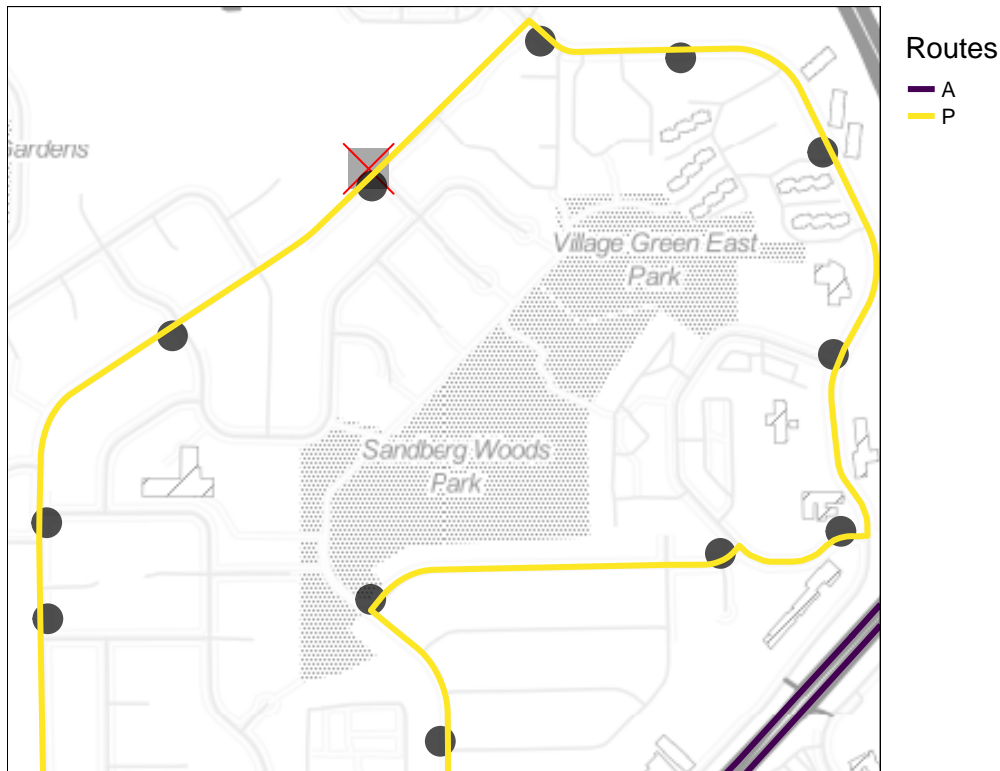 Routes
A
P
Gardens
Village Green East
Park
Sandberg Woods
Park